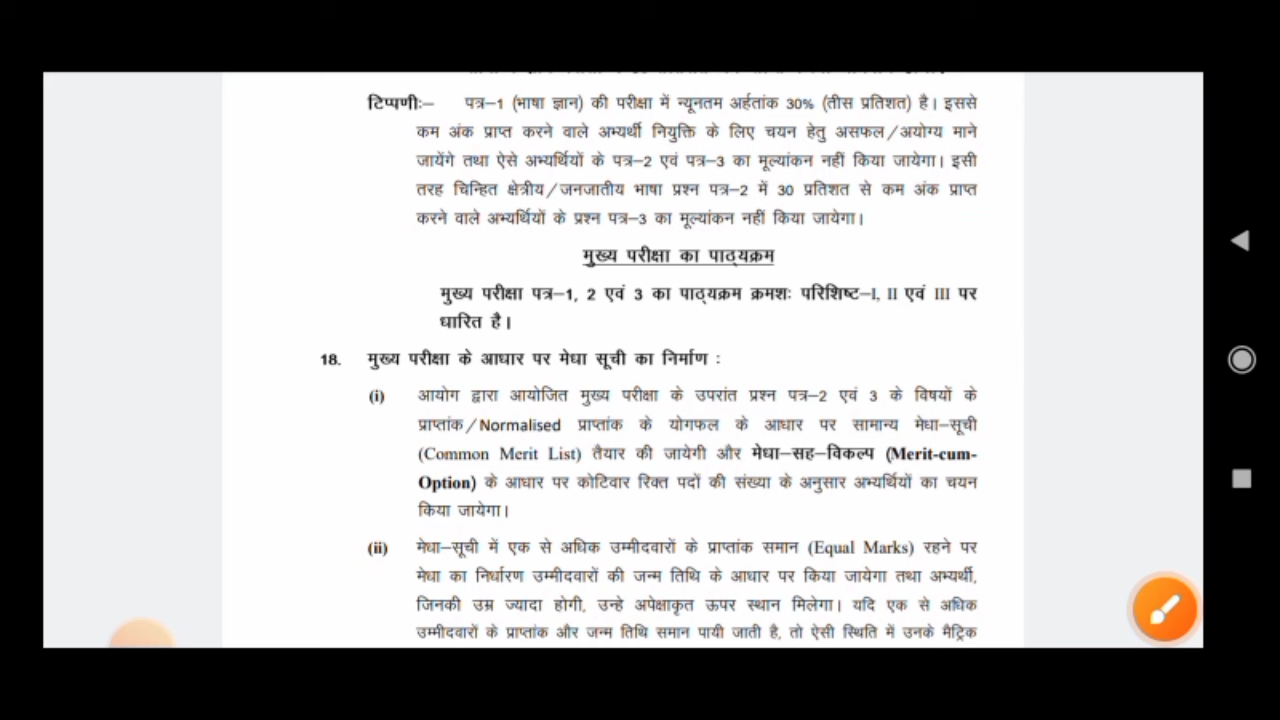 टिप्पणीः– पत्र–1 (भाषा ज्ञान) की परीक्षा में न्यूनतम अर्हतांक 30% (तीस प्रतिशत) है। इससे
कम अंक प्राप्त करने वाले अभ्यर्थी नियुक्ति के लिए चयन हेतु असफल/अयोग्य माने
जायेंगे तथा ऐसे अभ्यर्थियों के पत्र–2 एवं पत्र–3 का मूल्यांकन नहीं किया जायेगा। इसी
तरह चिन्हित क्षेत्रीय/जनजातीय भाषा प्रश्न पत्र–2 में 30 प्रतिशत से कम अंक प्राप्त
करने वाले अभ्यर्थियों के प्रश्न पत्र–3 का मूल्यांकन नहीं किया जायेगा।
मुख्य परीक्षा का पाठ्यक्रम
मुख्य परीक्षा पत्र–1, 2 एवं 3 का पाठ्यक्रम क्रमशः परिशिष्ट–I, II एवं III पर
धारित है।
18. मुख्य परीक्षा के आधार पर मेधा सूची का निर्माण :
(i) आयोग द्वारा आयोजित मुख्य परीक्षा के उपरांत प्रश्न पत्र–2 एवं 3 के विषयों के
प्राप्तांक/Normalised प्राप्तांक के योगफल के आधार पर सामान्य मेधा–सूची
(Common Merit List) तैयार की जायेगी और मेधा–सह–विकल्प (Merit-cum-
Option) के आधार पर कोटिवार रिक्त पदों की संख्या के अनुसार अभ्यर्थियों का चयन
किया जायेगा।
(ii) मेधा–सूची में एक से अधिक उम्मीदवारों के प्राप्तांक समान (Equal Marks) रहने पर
मेधा का निर्धारण उम्मीदवारों की जन्म तिथि के आधार पर किया जायेगा तथा अभ्यर्थी,
जिनकी उम्र ज्यादा होगी, उन्हे अपेक्षाकृत ऊपर स्थान मिलेगा। यदि एक से अधिक
उम्मीदवारों के प्राप्तांक और जन्म तिथि समान पायी जाती है, तो ऐसी स्थिति में उनके मैट्रिक